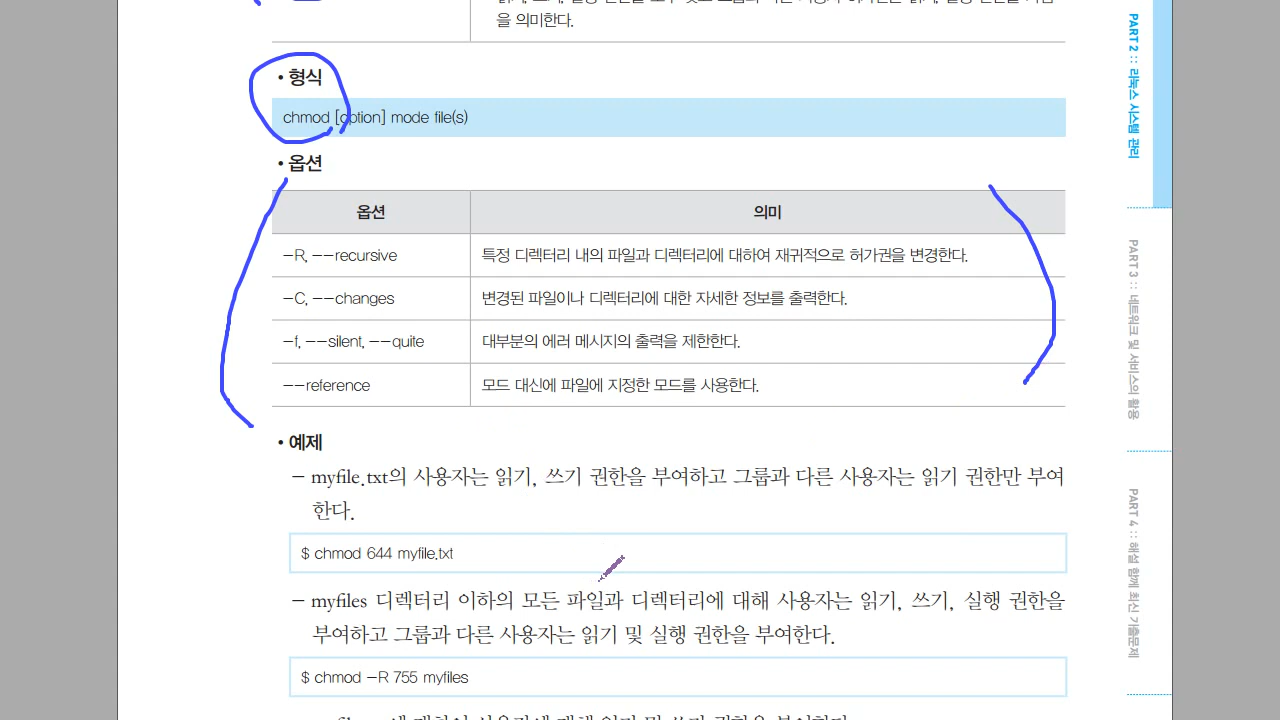 을 의미한다.
• 형식
chmod [option] mode file(s)
• 옵션
옵션 의미
-R, --recursive 특정 디렉터리 내의 파일과 디렉터리에 대하여 재귀적으로 허가권을 변경한다.
-C, --changes 변경된 파일이나 디렉터리에 대한 자세한 정보를 출력한다.
-f, --silent, --quite 대부분의 에러 메시지의 출력을 제한한다.
--reference 모드 대신에 파일에 지정한 모드를 사용한다.
• 예제
- myfile.txt의 사용자는 읽기, 쓰기 권한을 부여하고 그룹과 다른 사용자는 읽기 권한만 부여
한다.
$ chmod 644 myfile.txt
- myfiles 디렉터리 이하의 모든 파일과 디렉터리에 대해 사용자는 읽기, 쓰기, 실행 권한을
부여하고 그룹과 다른 사용자는 읽기 및 실행 권한을 부여한다.
$ chmod -R 755 myfiles
PART 2 :: 리눅스 시스템 관리
PART 3 :: 네트워크 및 서비스의 활용
PART 4 :: 해설 함께 최신 기출문제